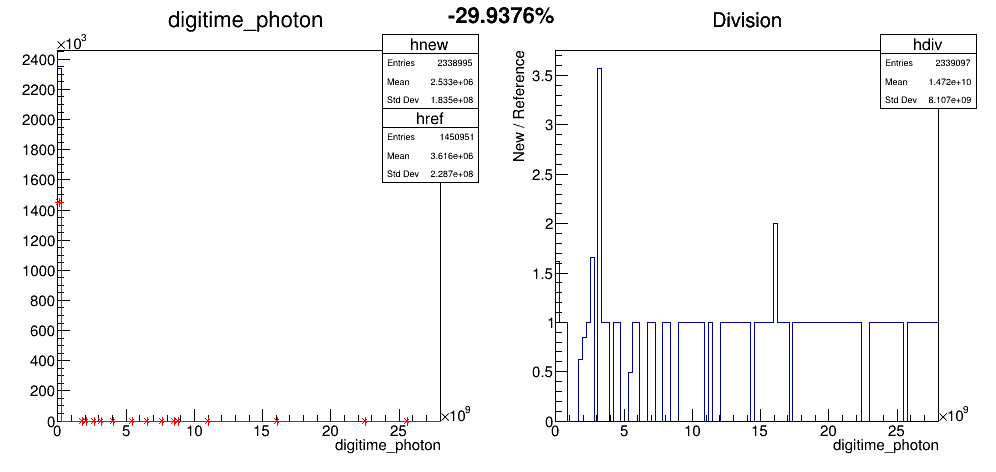 digitime_photon
-29.9376%
Division
×10³
hnew
Entries 2338995
Mean 2.533e+06
Std Dev 1.835e+08
href
Entries 1450951
Mean 3.616e+06
Std Dev 2.287e+08
2400
2200
2000
1800
1600
1400
1200
1000
800
600
400
200
0
0 5 10 15 20 25
×10⁹
digitime_photon
hdiv
Entries 2339097
Mean 1.472e+10
Std Dev 8.107e+09
New / Reference
3.5
3
2.5
2
1.5
1
0.5
0
0 5 10 15 20 25
×10⁹
digitime_photon